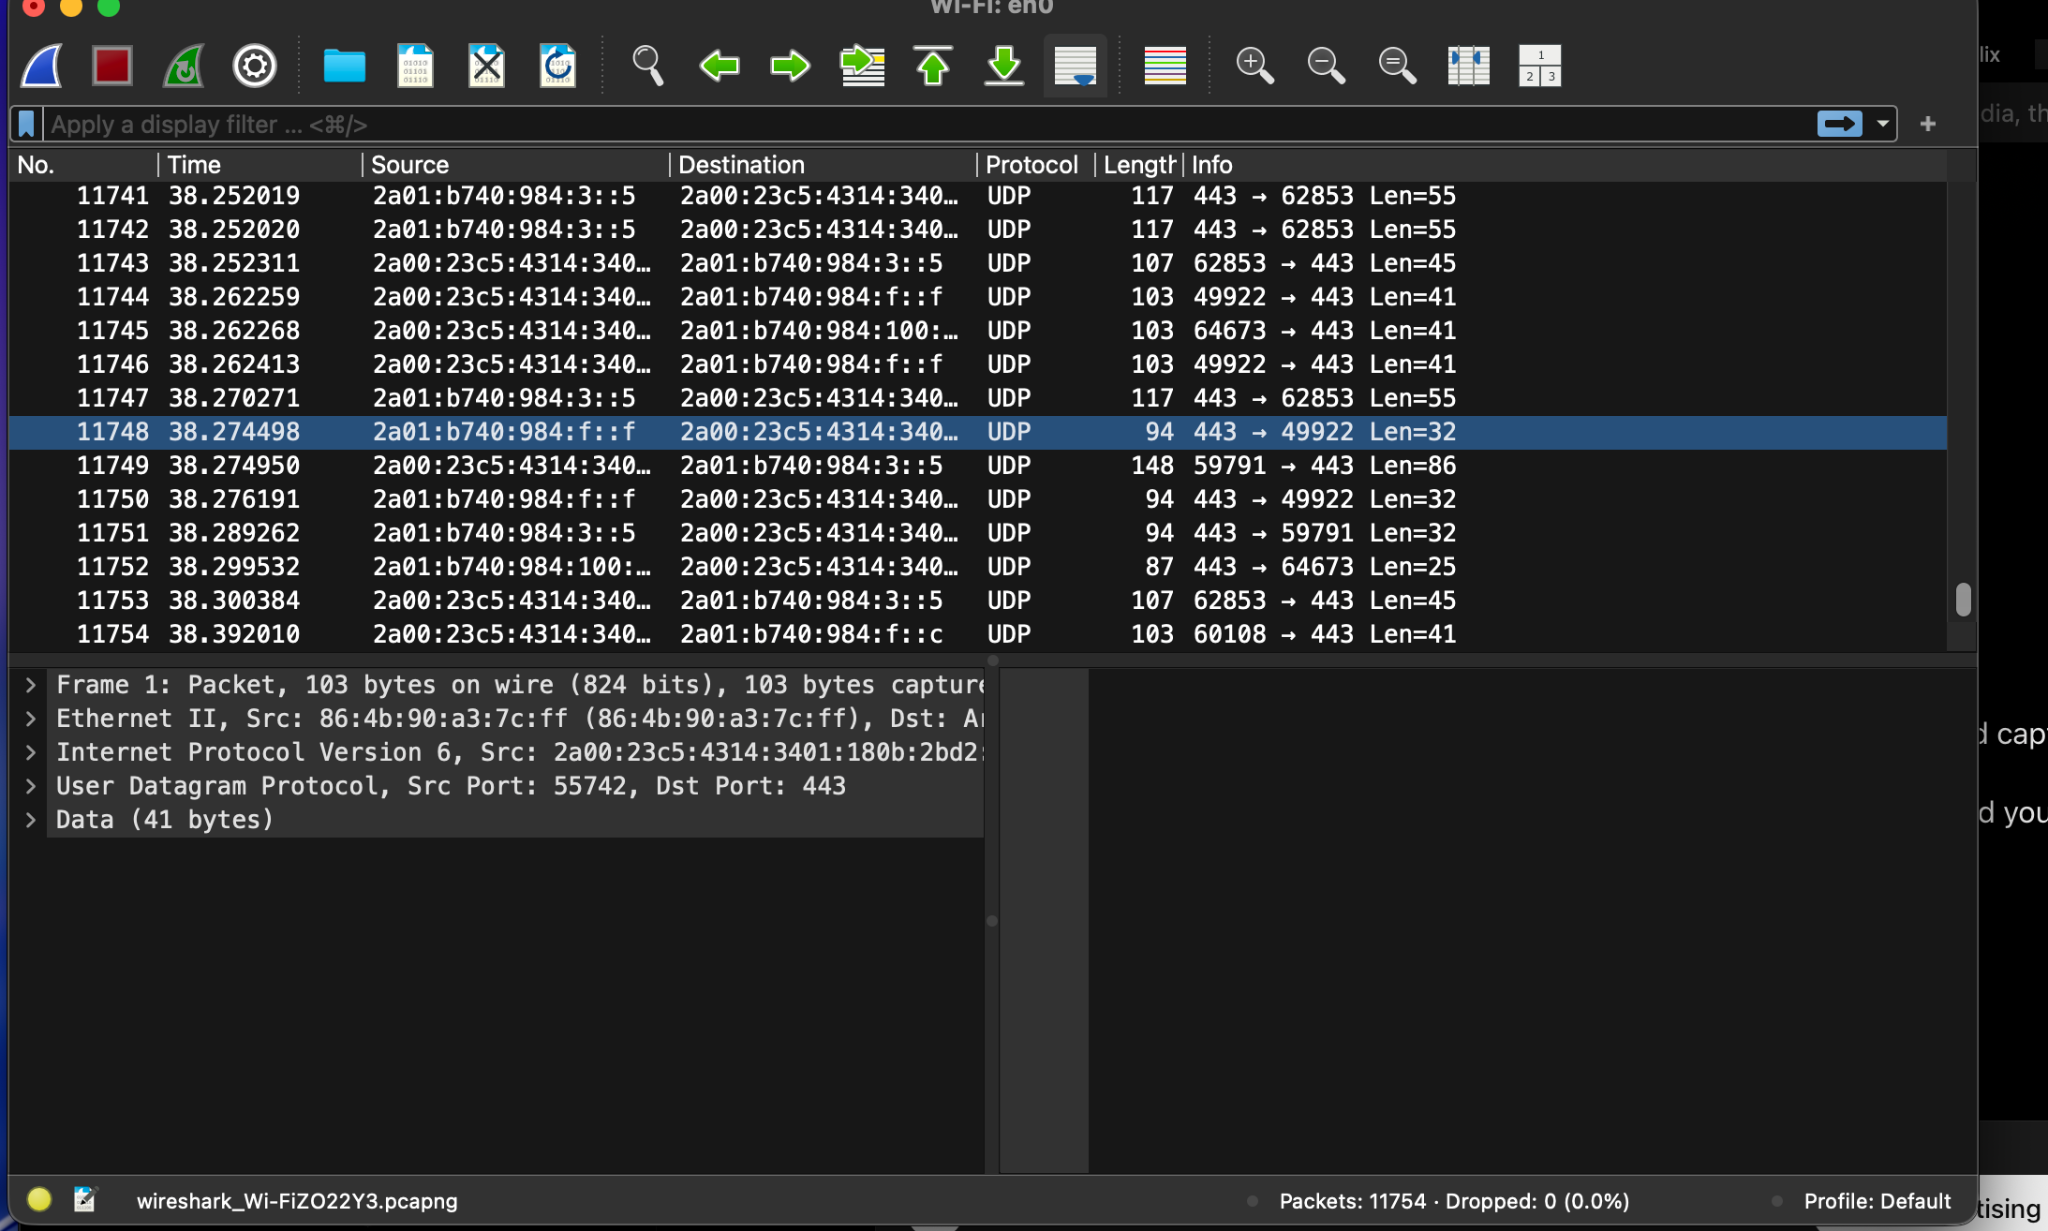 Wi-Fi: en0
lix
Apply a display filter ... <⌘/>
dia, th
No. Time Source Destination Protocol Length Info
11741 38.252019 2a01:b740:984:3::5 2a00:23c5:4314:340… UDP 117 443 → 62853 Len=55
11742 38.252020 2a01:b740:984:3::5 2a00:23c5:4314:340… UDP 117 443 → 62853 Len=55
11743 38.252311 2a00:23c5:4314:340… 2a01:b740:984:3::5 UDP 107 62853 → 443 Len=45
11744 38.262259 2a00:23c5:4314:340… 2a01:b740:984:f::f UDP 103 49922 → 443 Len=41
11745 38.262268 2a00:23c5:4314:340… 2a01:b740:984:100:… UDP 103 64673 → 443 Len=41
11746 38.262413 2a00:23c5:4314:340… 2a01:b740:984:f::f UDP 103 49922 → 443 Len=41
11747 38.270271 2a01:b740:984:3::5 2a00:23c5:4314:340… UDP 117 443 → 62853 Len=55
11748 38.274498 2a01:b740:984:f::f 2a00:23c5:4314:340… UDP 94 443 → 49922 Len=32
11749 38.274950 2a00:23c5:4314:340… 2a01:b740:984:3::5 UDP 148 59791 → 443 Len=86
11750 38.276191 2a01:b740:984:f::f 2a00:23c5:4314:340… UDP 94 443 → 49922 Len=32
11751 38.289262 2a01:b740:984:3::5 2a00:23c5:4314:340… UDP 94 443 → 59791 Len=32
11752 38.299532 2a01:b740:984:100:… 2a00:23c5:4314:340… UDP 87 443 → 64673 Len=25
11753 38.300384 2a00:23c5:4314:340… 2a01:b740:984:3::5 UDP 107 62853 → 443 Len=45
11754 38.392010 2a00:23c5:4314:340… 2a01:b740:984:f::c UDP 103 60108 → 443 Len=41
Frame 1: Packet, 103 bytes on wire (824 bits), 103 bytes capture
Ethernet II, Src: 86:4b:90:a3:7c:ff (86:4b:90:a3:7c:ff), Dst: Ar
Internet Protocol Version 6, Src: 2a00:23c5:4314:3401:180b:2bd2:
User Datagram Protocol, Src Port: 55742, Dst Port: 443
Data (41 bytes)
d cap
d you
wireshark_Wi-FiZO22Y3.pcapng Packets: 11754 · Dropped: 0 (0.0%) Profile: Default
tising